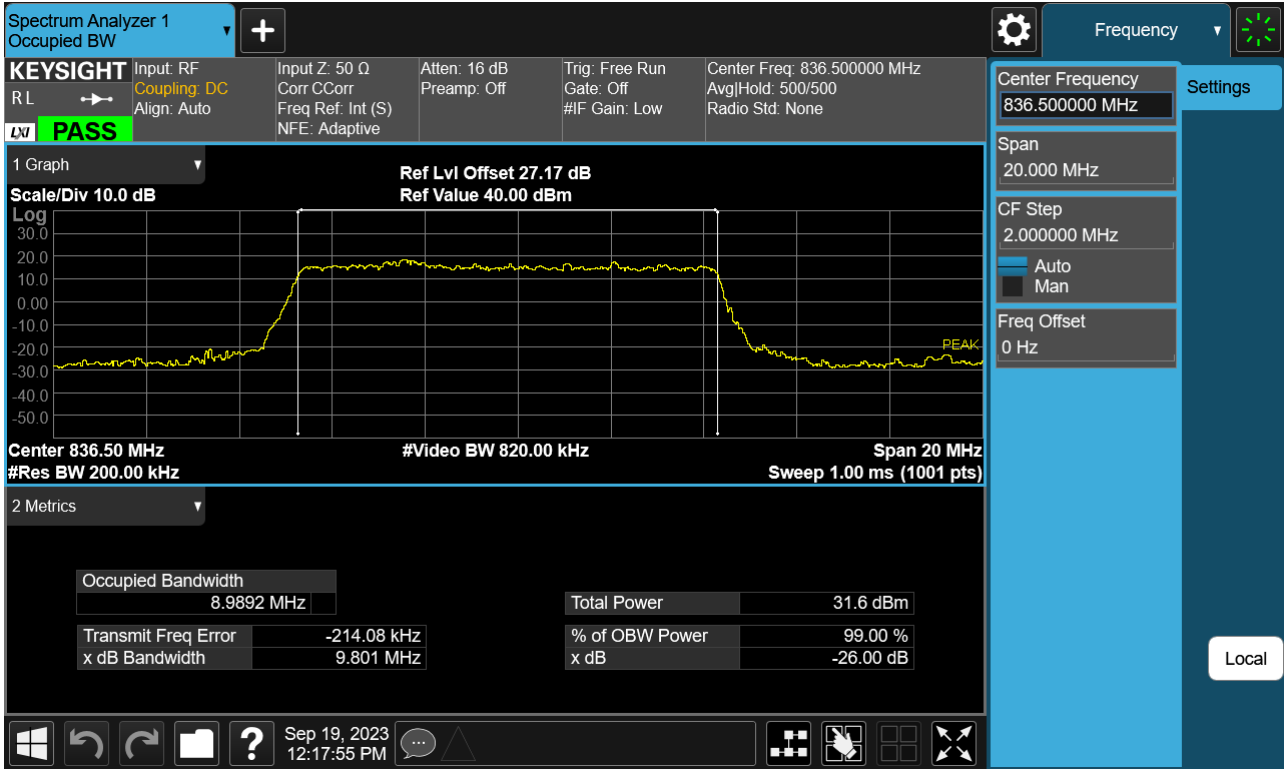 Spectrum Analyzer 1
Occupied BW
Frequency
KEYSIGHT
R L
LXI
PASS
Input: RF
Coupling: DC
Align: Auto
Input Z: 50 Ω
Corr CCorr
Freq Ref: Int (S)
NFE: Adaptive
Atten: 16 dB
Preamp: Off
Trig: Free Run
Gate: Off
#IF Gain: Low
Center Freq: 836.500000 MHz
Avg|Hold: 500/500
Radio Std: None
1 Graph
Scale/Div 10.0 dB
Ref Lvl Offset 27.17 dB
Ref Value 40.00 dBm
Log
30.0
20.0
10.0
0.00
-10.0
-20.0
-30.0
-40.0
-50.0
PEAK
Center 836.50 MHz
#Video BW 820.00 kHz
Span 20 MHz
#Res BW 200.00 kHz
Sweep 1.00 ms (1001 pts)
2 Metrics
Occupied Bandwidth
8.9892 MHz
Transmit Freq Error -214.08 kHz
x dB Bandwidth 9.801 MHz
Total Power 31.6 dBm
% of OBW Power 99.00 %
x dB -26.00 dB
Center Frequency
836.500000 MHz
Span
20.000 MHz
CF Step
2.000000 MHz
Auto
Man
Freq Offset
0 Hz
Settings
Local
?
Sep 19, 2023
12:17:55 PM